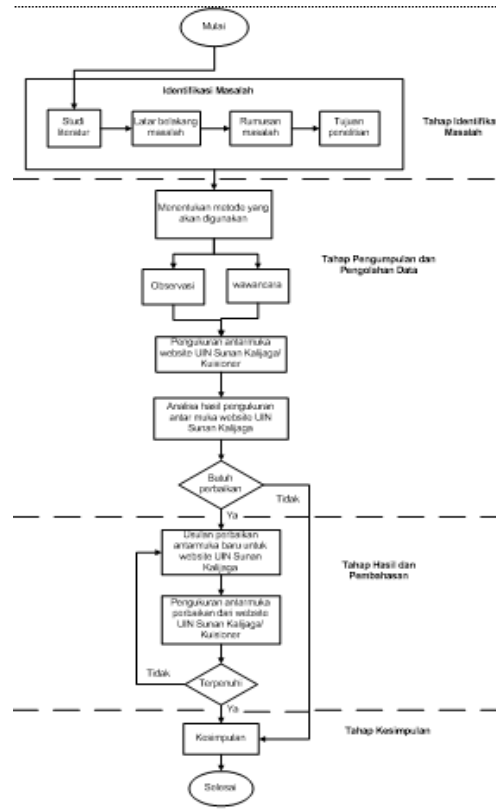 Mulai
Identifikasi Masalah
Studi
literatur
Latar belakang
masalah
Rumusan
masalah
Tujuan
penelitian
Tahap Identifika
Masalah
Menentukan metode yang
akan digunakan
Observasi
wawancara
Tahap Pengumpulan dan
Pengolahan Data
Pengukuran antarmuka
website UIN Sunan Kalijaga/
Kuisioner
Analisa hasil pengukuran
antar muka website UIN
Sunan Kalijaga
Butuh
perbaikan
Tidak
Ya
Usulan perbaikan
antarmuka baru untuk
website UIN Sunan
Kalijaga
Tahap Hasil dan
Pembahasan
Pengukuran antarmuka
perbaikan dari website
UIN Sunan Kalijaga/
Kuisioner
Tidak
Terpenuhi
Ya
Kesimpulan
Tahap Kesimpulan
Selesai